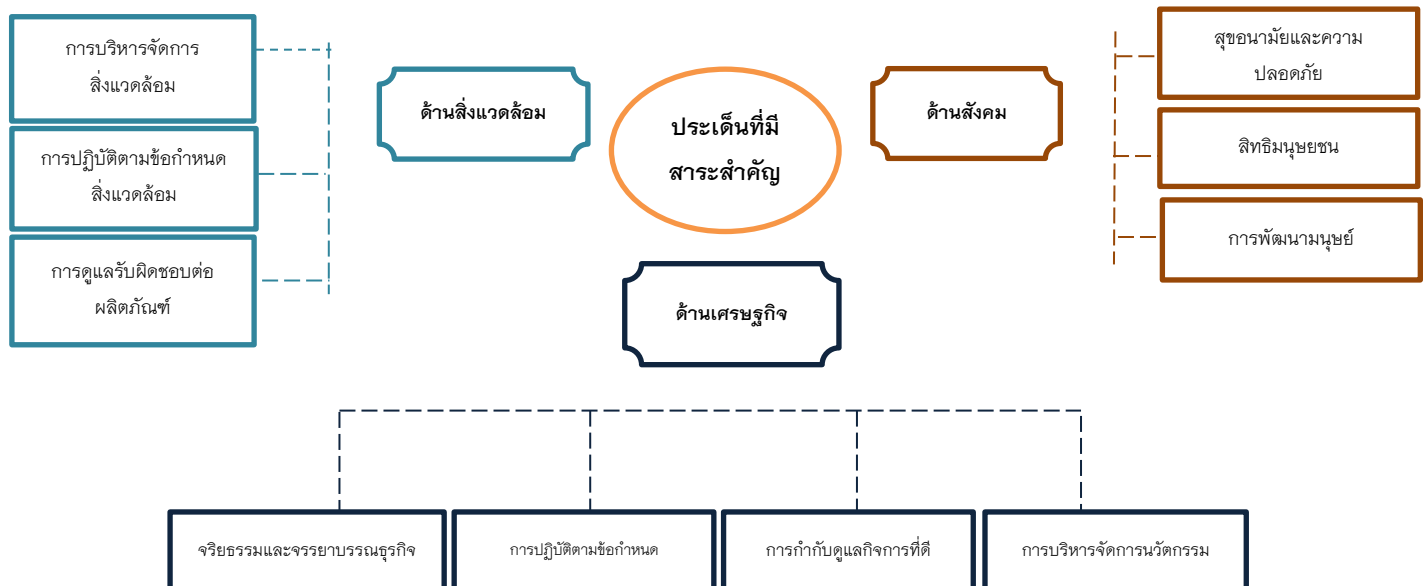 การบริหารจัดการ
สิ่งแวดล้อม
การปฏิบัติตามข้อกำหนด
สิ่งแวดล้อม
การดูแลรับผิดชอบต่อ
ผลิตภัณฑ์
ด้านสิ่งแวดล้อม
ประเด็นที่มี
สาระสำคัญ
ด้านสังคม
สุขอนามัยและความ
ปลอดภัย
สิทธิมนุษยชน
การพัฒนามนุษย์
ด้านเศรษฐกิจ
จริยธรรมและจรรยาบรรณธุรกิจ
การปฏิบัติตามข้อกำหนด
การกำกับดูแลกิจการที่ดี
การบริหารจัดการนวัตกรรม